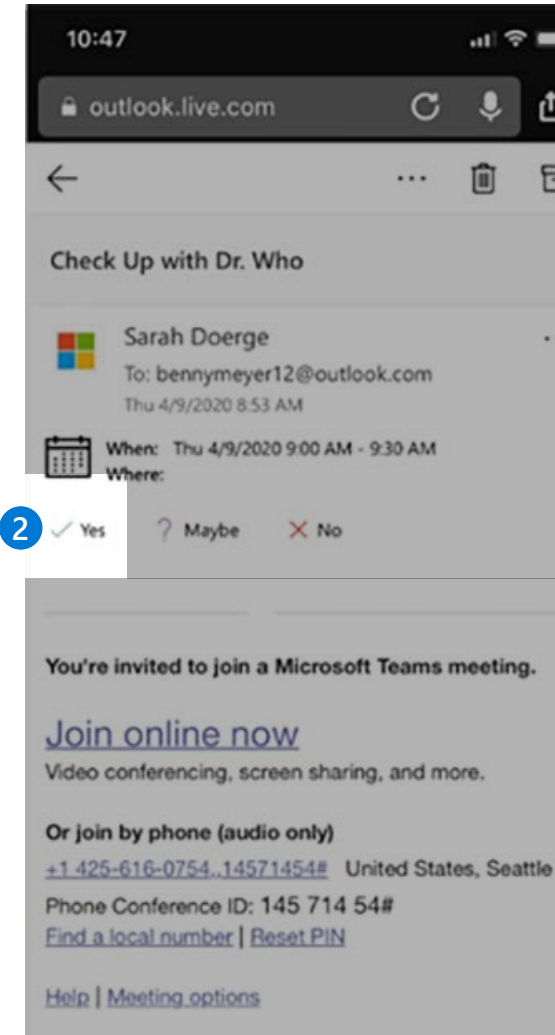 10:47
outlook.live.com
Check Up with Dr. Who
Sarah Doerge
To: bennymeyer12@outlook.com
Thu 4/9/2020 8:53 AM
When: Thu 4/9/2020 9:00 AM - 9:30 AM
Where:
2 Yes ? Maybe No
You're invited to join a Microsoft Teams meeting.
Join online now
Video conferencing, screen sharing, and more.
Or join by phone (audio only)
+1 425-616-0754,,14571454# United States, Seattle
Phone Conference ID: 145 714 54#
Find a local number | Reset PIN
Help | Meeting options